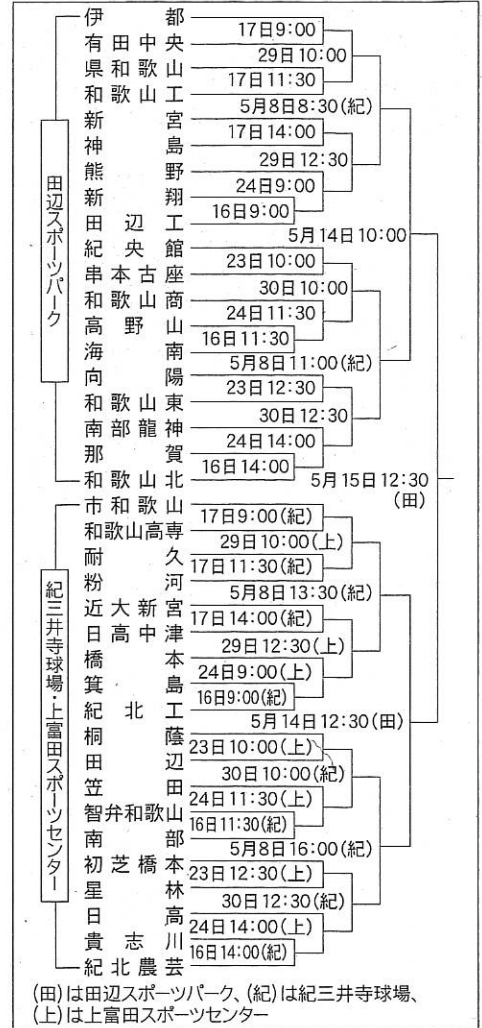 伊都
17日9:00
有田中央
29日10:00
県和歌山
17日11:30
和歌山工
5月8日8:30(紀)
新宮
17日14:00
神島
29日12:30
熊野
24日9:00
新翔
16日9:00
田辺工
5月14日10:00
紀央館
23日10:00
串本古座
30日10:00
和歌山商
24日11:30
高野山
16日11:30
海南
5月8日11:00(紀)
向陽
23日12:30
和歌山東
30日12:30
南部龍神
24日14:00
那賀
16日14:00
和歌山北
田辺スポーツパーク
5月15日12:30
(田)
市和歌山
17日9:00(紀)
和歌山高専
29日10:00(上)
耐久
17日11:30(紀)
粉河
5月8日13:30(紀)
近大新宮
17日14:00(紀)
日高中津
29日12:30(上)
橋本
24日9:00(上)
箕島
16日9:00(紀)
紀北工
5月14日12:30(田)
桐蔭
23日10:00(上)
田辺
30日10:00(紀)
笠田
24日11:30(上)
智弁和歌山
16日11:30(紀)
南部
5月8日16:00(紀)
初芝橋本
23日12:30(上)
星林
30日12:30(紀)
日高
24日14:00(上)
貴志川
16日14:00(紀)
紀北農芸
紀三井寺球場・上富田スポーツセンター
(田)は田辺スポーツパーク、(紀)は紀三井寺球場、
(上)は上富田スポーツセンター